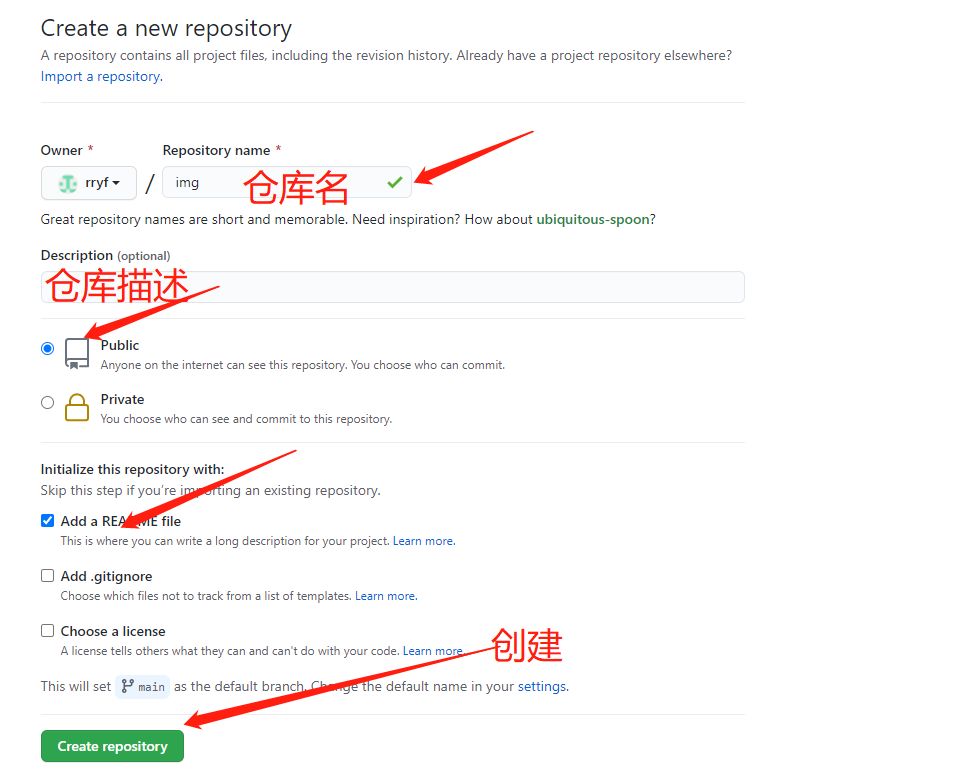 Create a new repository
A repository contains all project files, including the revision history. Already have a project repository elsewhere?
Import a repository.
Owner *
Repository name *
rryf
/
img
仓库名
Great repository names are short and memorable. Need inspiration? How about ubiquitous-spoon?
Description (optional)
仓库描述
Public
Anyone on the internet can see this repository. You choose who can commit.
Private
You choose who can see and commit to this repository.
Initialize this repository with:
Skip this step if you're importing an existing repository.
Add a README file
This is where you can write a long description for your project. Learn more.
Add .gitignore
Choose which files not to track from a list of templates. Learn more.
Choose a license
A license tells others what they can and can't do with your code. Learn more.
创建
This will set main as the default branch. Change the default name in your settings.
Create repository